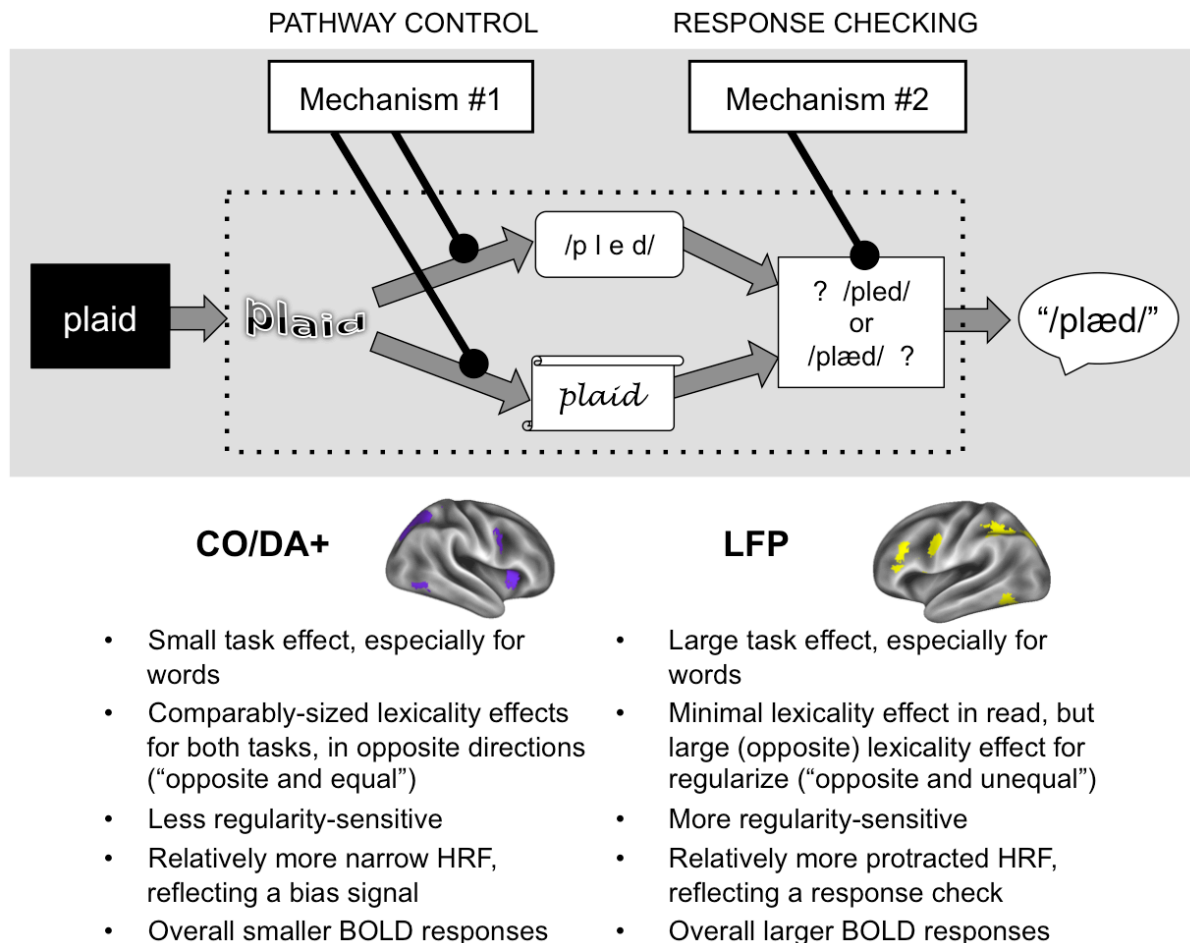 PATHWAY CONTROL
RESPONSE CHECKING
Mechanism #1
Mechanism #2
plaid
plaid
/p l e d/
plaid
? /pled/
or
/plæd/ ?
“/plæd/”
CO/DA+
• Small task effect, especially for
words
• Comparably-sized lexicality effects
for both tasks, in opposite directions
(“opposite and equal”)
• Less regularity-sensitive
• Relatively more narrow HRF,
reflecting a bias signal
• Overall smaller BOLD responses
LFP
• Large task effect, especially for
words
• Minimal lexicality effect in read, but
large (opposite) lexicality effect for
regularize (“opposite and unequal”)
• More regularity-sensitive
• Relatively more protracted HRF,
reflecting a response check
• Overall larger BOLD responses